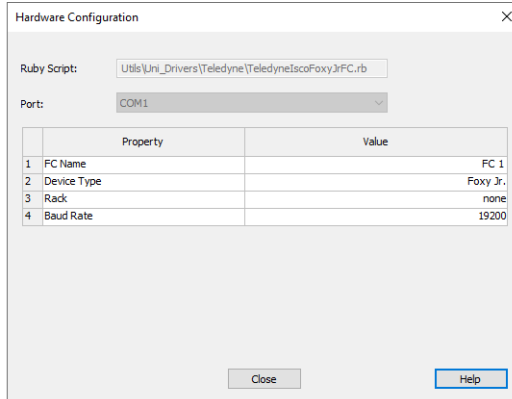 Hardware Configuration
Ruby Script: Utils\Uni_Drivers\Teledyne\TeledyneIscoFoxyJrFC.rb
Port: COM1
Property Value
1 FC Name FC 1
2 Device Type Foxy Jr.
3 Rack none
4 Baud Rate 19200
Close Help